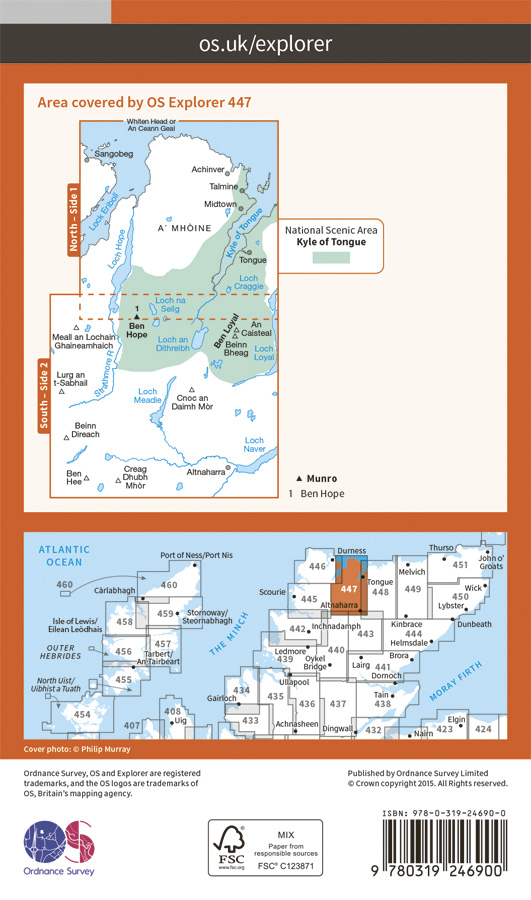 os.uk/explorer
Area covered by OS Explorer 447
Whiten Head or
An Ceann Geal
Sangobeg
Achininver
Talmine
Midtown
Loch Eriboll
Loch Hope
A' MHÒINE
Kyle of Tongue
Tongue
Loch
Craggie
North – Side 1
National Scenic Area
Kyle of Tongue
Loch na
Seilg
1
Ben
Hope
Meall an Lochain
Ghaineamhaich
Loch an
Dithreibh
Ben Loyal
An
Caisteal
Beinn
Bheag
Loch
Loyal
Lurg an
t-Sabhail
Strathmore R
South – Side 2
Loch
Meadie
Cnoc an
Daimh Mòr
Beinn
Direach
Loch
Naver
Ben
Hee
Creag
Dhubh
Mhòr
Altnaharra
Munro
1 Ben Hope
ATLANTIC
OCEAN
Port of Ness/Port Nis
460
460
Càrlabhagh
459
Stornoway/
Steornabhagh
458
Isle of Lewis/
Eilean Leòdhais
457
456
Tarbert/
An Tairbeart
OUTER
HEBRIDES
455
North Uist/
Uibhist a Tuath
454
408
Uig
407
THE MINCH
Durness
446
Scourie
445
447
Tongue
448
Altnaharra
Melvich
449
Thurso
451
John o'
Groats
Wick
450
Lybster
Dunbeath
442
Inchnadamph
443
Kinbrace
444
Helmsdale
Ledmore
439
Oykel
Bridge
440
Lairg
441
Brora
Dornoch
Ullapool
434
Gairloch
435
436
437
Tain
438
MORAY FIRTH
433
Achnasheen
432
Dingwall
Nairn
Elgin
423
424
Cover photo: © Philip Murray
Ordnance Survey, OS and Explorer are registered
trademarks, and the OS logos are trademarks of
OS, Britain's mapping agency.
Published by Ordnance Survey Limited
© Crown copyright 2015. All Rights reserved.
OS
Ordnance Survey
FSC
www.fsc.org
MIX
Paper from
responsible sources
FSC® C123871
ISBN: 978-0-319-24690-0
9 780319 246900